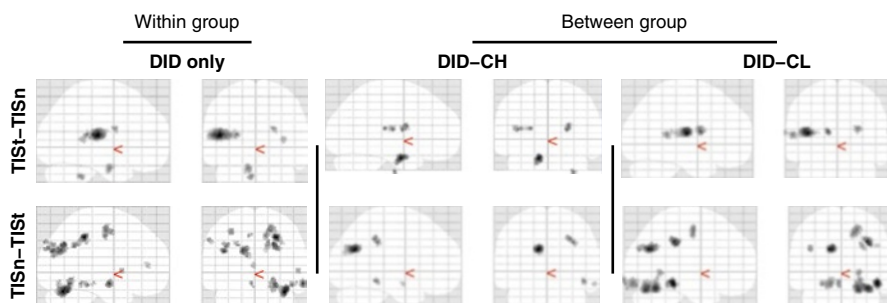 Within group
Between group
DID only
DID–CH
DID–CL
TISt–TISn
TISn–TISt